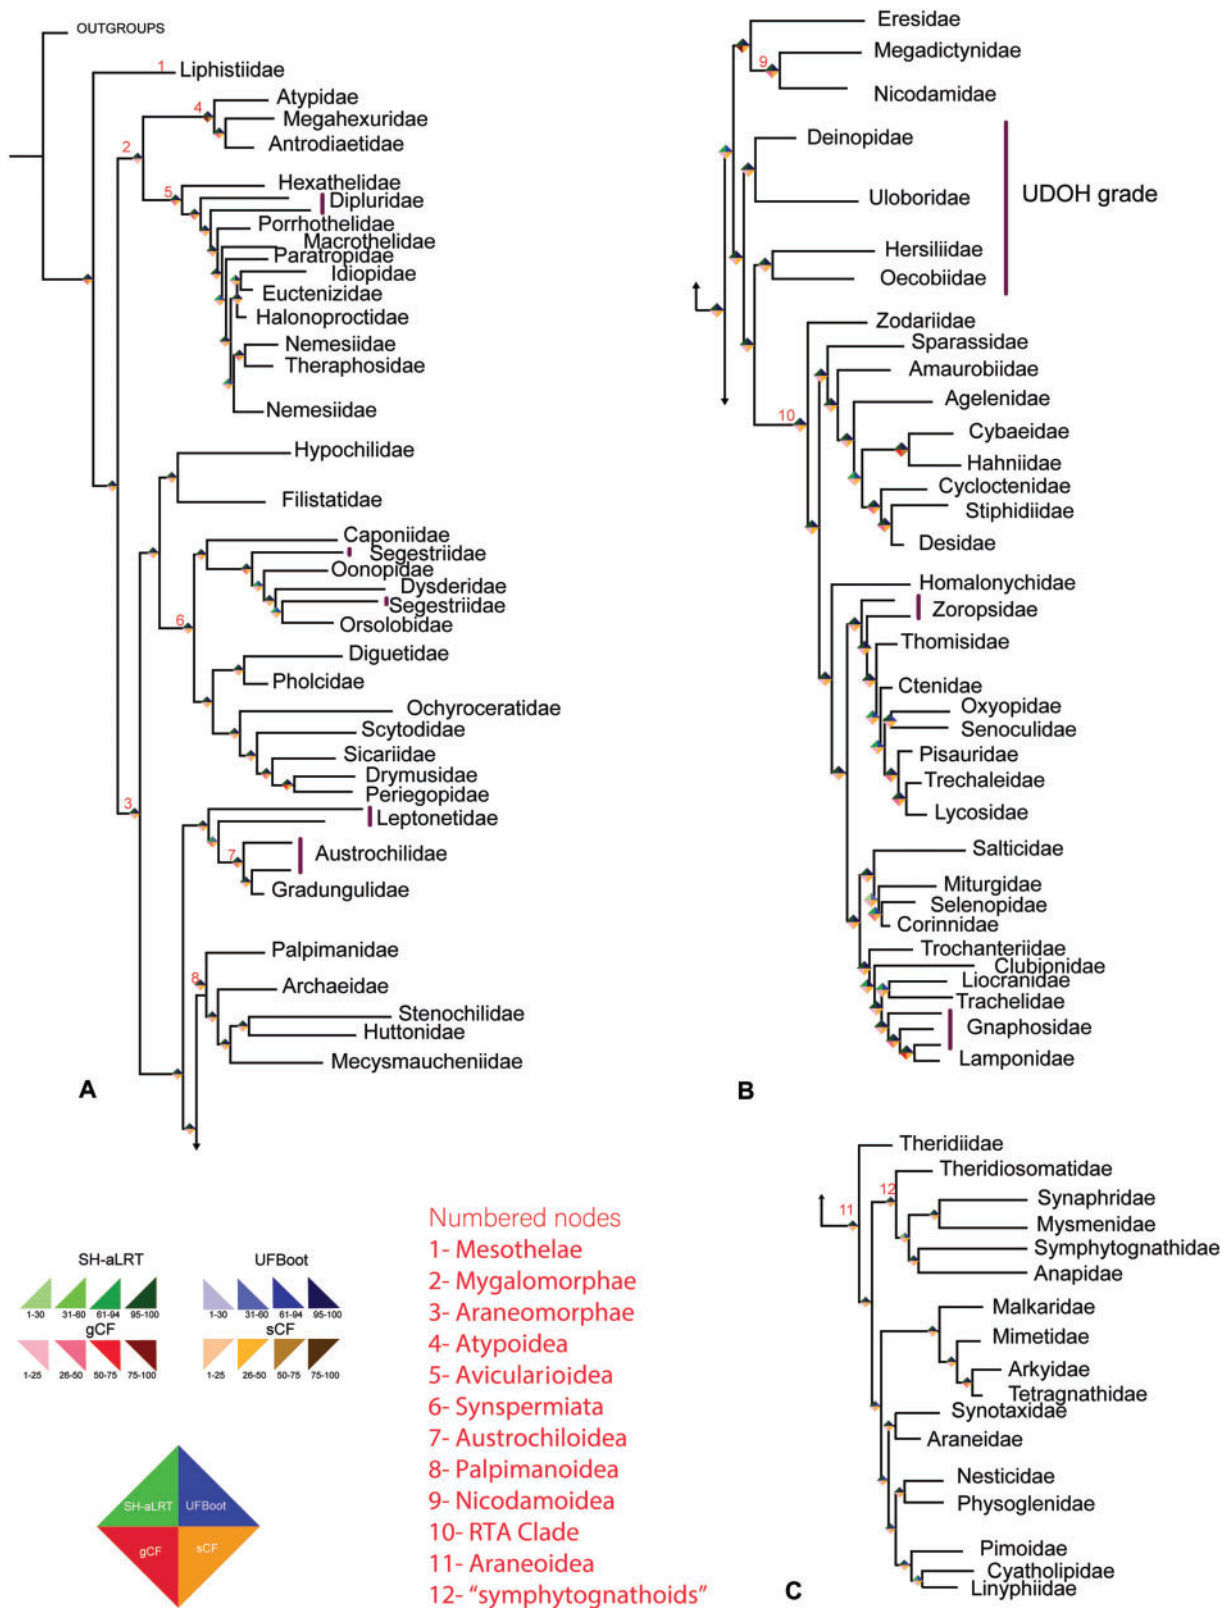 OUTGROUPS
1
Liphistiidae
4
Atypidae
Megahexuridae
Antrodiaetidae
2
5
Hexathelidae
Dipluridae
Porrhothelidae
Macrothelidae
Paratropidae
Idiopidae
Euctenizidae
Halonoproctidae
Nemesiidae
Theraphosidae
Nemesiidae
Hypochilidae
Filistatidae
Caponiidae
Segestriidae
Oonopidae
Dysderidae
Segestriidae
Orsolobidae
6
Diguetidae
Pholcidae
Ochyroceratidae
Scytodidae
Sicariidae
Drymusidae
Periegopidae
3
Leptonetidae
7
Austrochilidae
Gradungulidae
Palpimanidae
8
Archaeidae
Stenochilidae
Huttonidae
Mecysmaucheniidae
A
Eresidae
Megadictynidae
9
Nicodamidae
Deinopidae
Uloboridae
UDOH grade
Hersiliidae
Oecobiidae
Zodariidae
Sparassidae
Amaurobiidae
Agelenidae
10
Cybaeidae
Hahniidae
Cycloctenidae
Stiphidiidae
Desidae
Homalonychidae
Zoropsidae
Thomisidae
Ctenidae
Oxyopidae
Senoculidae
Pisauridae
Trechaleidae
Lycosidae
Salticidae
Miturgidae
Selenopidae
Corinnidae
Trochanteriidae
Clubionidae
Liocranidae
Trachelidae
Gnaphosidae
Lamponidae
B
Theridiidae
Theridiosomatidae
12
11
Synaphridae
Mysmenidae
Symphytognathidae
Anapidae
Malkaridae
Mimetidae
Arkyidae
Tetragnathidae
Synotaxidae
Araneidae
Nesticidae
Physoglenidae
Pimoidae
Cyatholipidae
Linyphiidae
C
SH-aLRT
1-30 31-60 61-94 95-100
gCF
1-25 26-50 50-75 75-100
UFBoot
1-30 31-60 61-94 95-100
sCF
1-25 26-50 50-75 75-100
SH-aLRT UFBoot
gCF sCF
Numbered nodes
1- Mesothelae
2- Mygalomorphae
3- Araneomorphae
4- Atypoidea
5- Avicularioidea
6- Synspermiata
7- Austrochiloidea
8- Palpimanoidea
9- Nicodamoidea
10- RTA Clade
11- Araneoidea
12- “symphytognathoids”